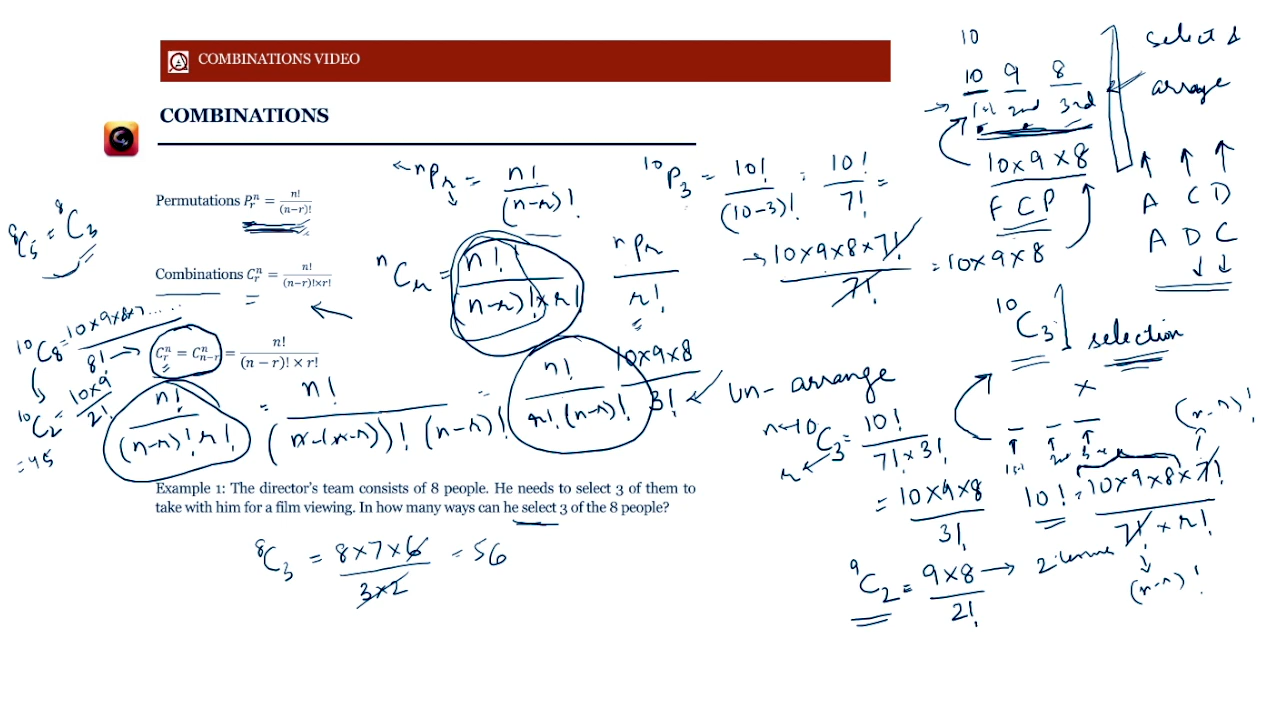 COMBINATIONS VIDEO
COMBINATIONS
Permutations P_r^n = n!/(n-r)!
ⁿPr = n!/(n-r)!
¹⁰P₃ = 10!/(10-3)! = 10!/7! =
→ 10×9×8×7!/7! = 10×9×8
10
10 9 8
→ 1st 2nd 3rd
10×9×8
FCP
select &
arrange
A C D
A D C
⁸C₅ = ⁸C₃
Combinations C_r^n = n!/(n-r)!×r!
ⁿCr = n!/(n-r)!×r!
ⁿPr/r!
¹⁰C₃
selection
¹⁰C₈ = 10×9×8×7...../8!
C_r^n = C_{n-r}^n = n!/(n-r)! × r!
¹⁰C₂ = 10×9/2!
=45
n!/(n-r)! r! = n!/(n-(n-r))! (n-r)! = n!/r! (n-r)!
10×9×8/3!
un-arrange
n←10
r←
C₃ = 10!/7!×3!
= 10×9×8/3!
×
1st 2nd 3rd
(n-r)!
10! = 10×9×8×7!/7!×r!
(n-r)!
Example 1: The director's team consists of 8 people. He needs to select 3 of them to
take with him for a film viewing. In how many ways can he select 3 of the 8 people?
⁸C₃ = 8×7×6/3×2 = 56
⁹C₂ = 9×8/2! →